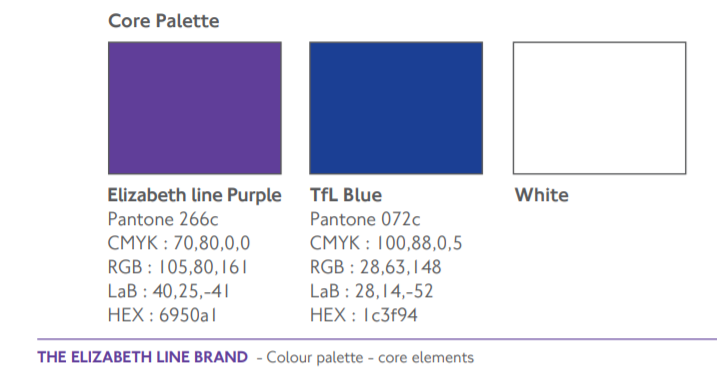 Core Palette
Elizabeth line Purple
Pantone 266c
CMYK : 70,80,0,0
RGB : 105,80,161
LaB : 40,25,-41
HEX : 6950a1
TfL Blue
Pantone 072c
CMYK : 100,88,0,5
RGB : 28,63,148
LaB : 28,14,-52
HEX : 1c3f94
White
THE ELIZABETH LINE BRAND - Colour palette - core elements